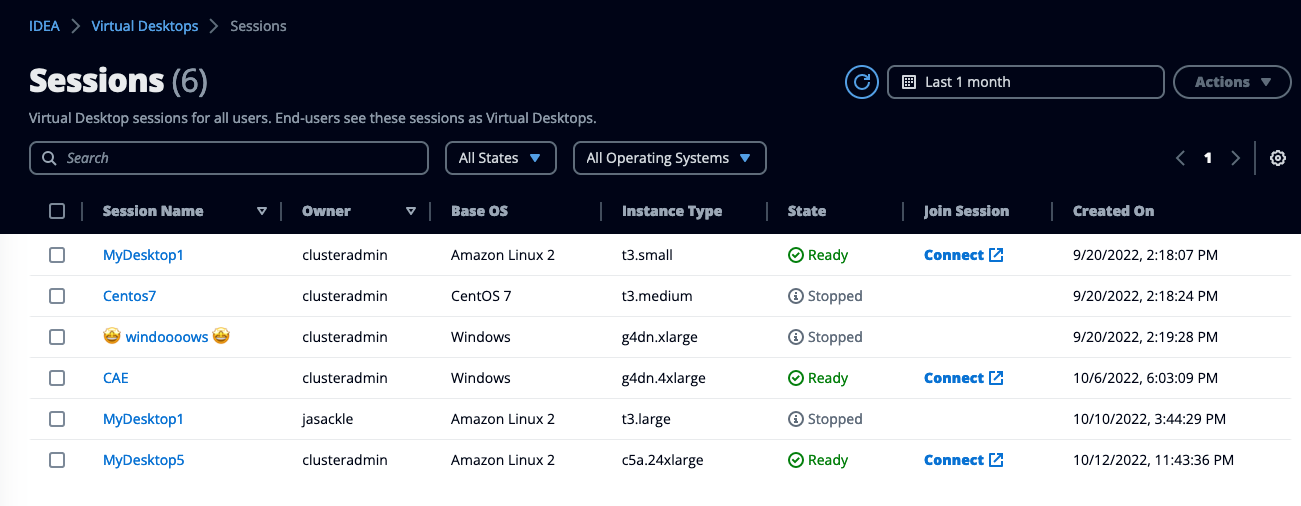 IDEA > Virtual Desktops > Sessions
Sessions (6)
Last 1 month
Actions
Virtual Desktop sessions for all users. End-users see these sessions as Virtual Desktops.
Search
All States
All Operating Systems
1
Session Name Owner Base OS Instance Type State Join Session Created On
MyDesktop1 clusteradmin Amazon Linux 2 t3.small Ready Connect 9/20/2022, 2:18:07 PM
Centos7 clusteradmin CentOS 7 t3.medium Stopped 9/20/2022, 2:18:24 PM
🤩 windoooows 🤩 clusteradmin Windows g4dn.xlarge Stopped 9/20/2022, 2:19:28 PM
CAE clusteradmin Windows g4dn.4xlarge Ready Connect 10/6/2022, 6:03:09 PM
MyDesktop1 jasackle Amazon Linux 2 t3.large Stopped 10/10/2022, 3:44:29 PM
MyDesktop5 clusteradmin Amazon Linux 2 c5a.24xlarge Ready Connect 10/12/2022, 11:43:36 PM